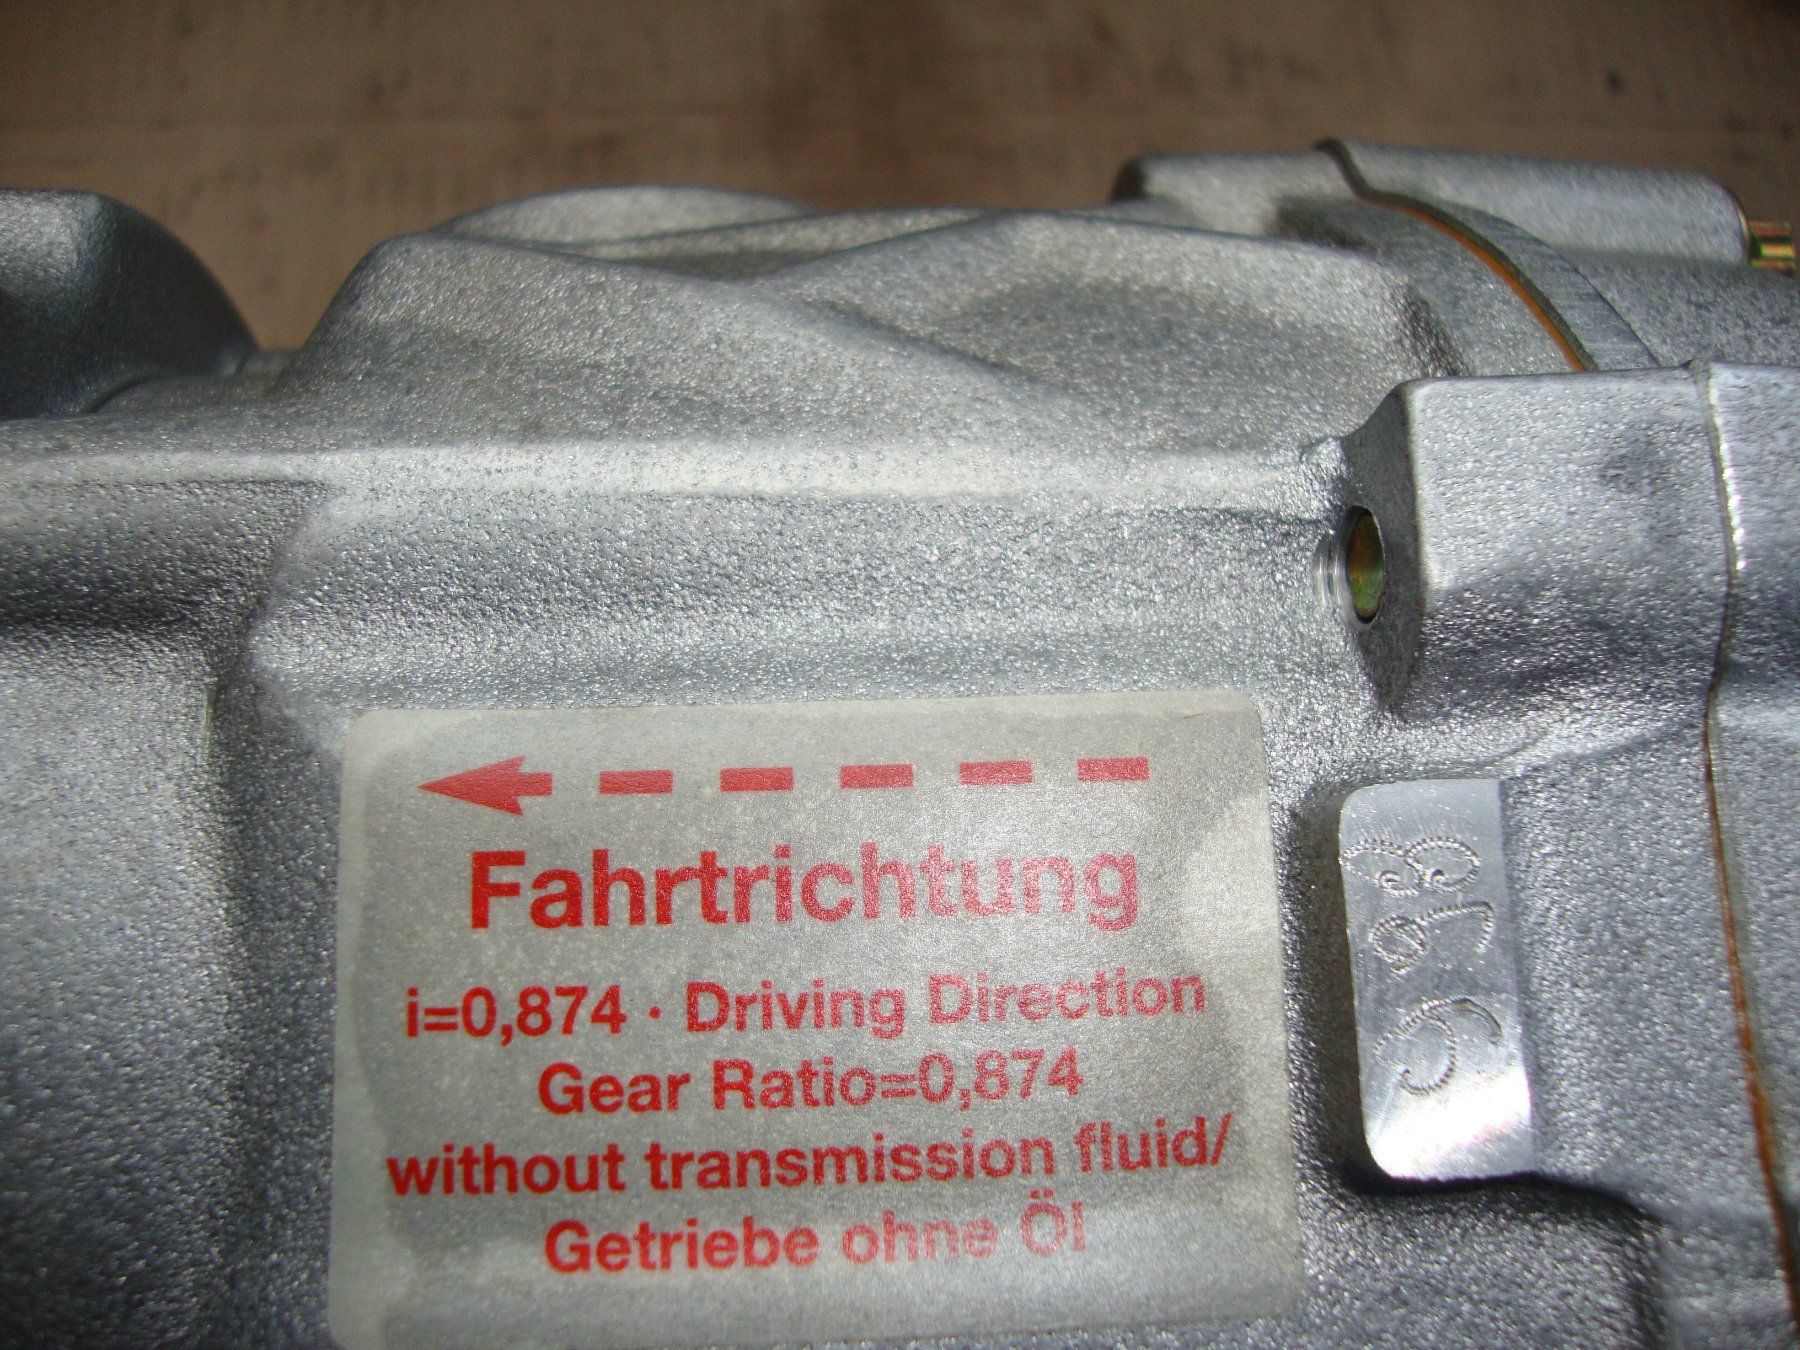 Fahrtrichtung
i=0,874 · Driving Direction
Gear Ratio=0,874
without transmission fluid/
Getriebe ohne Öl